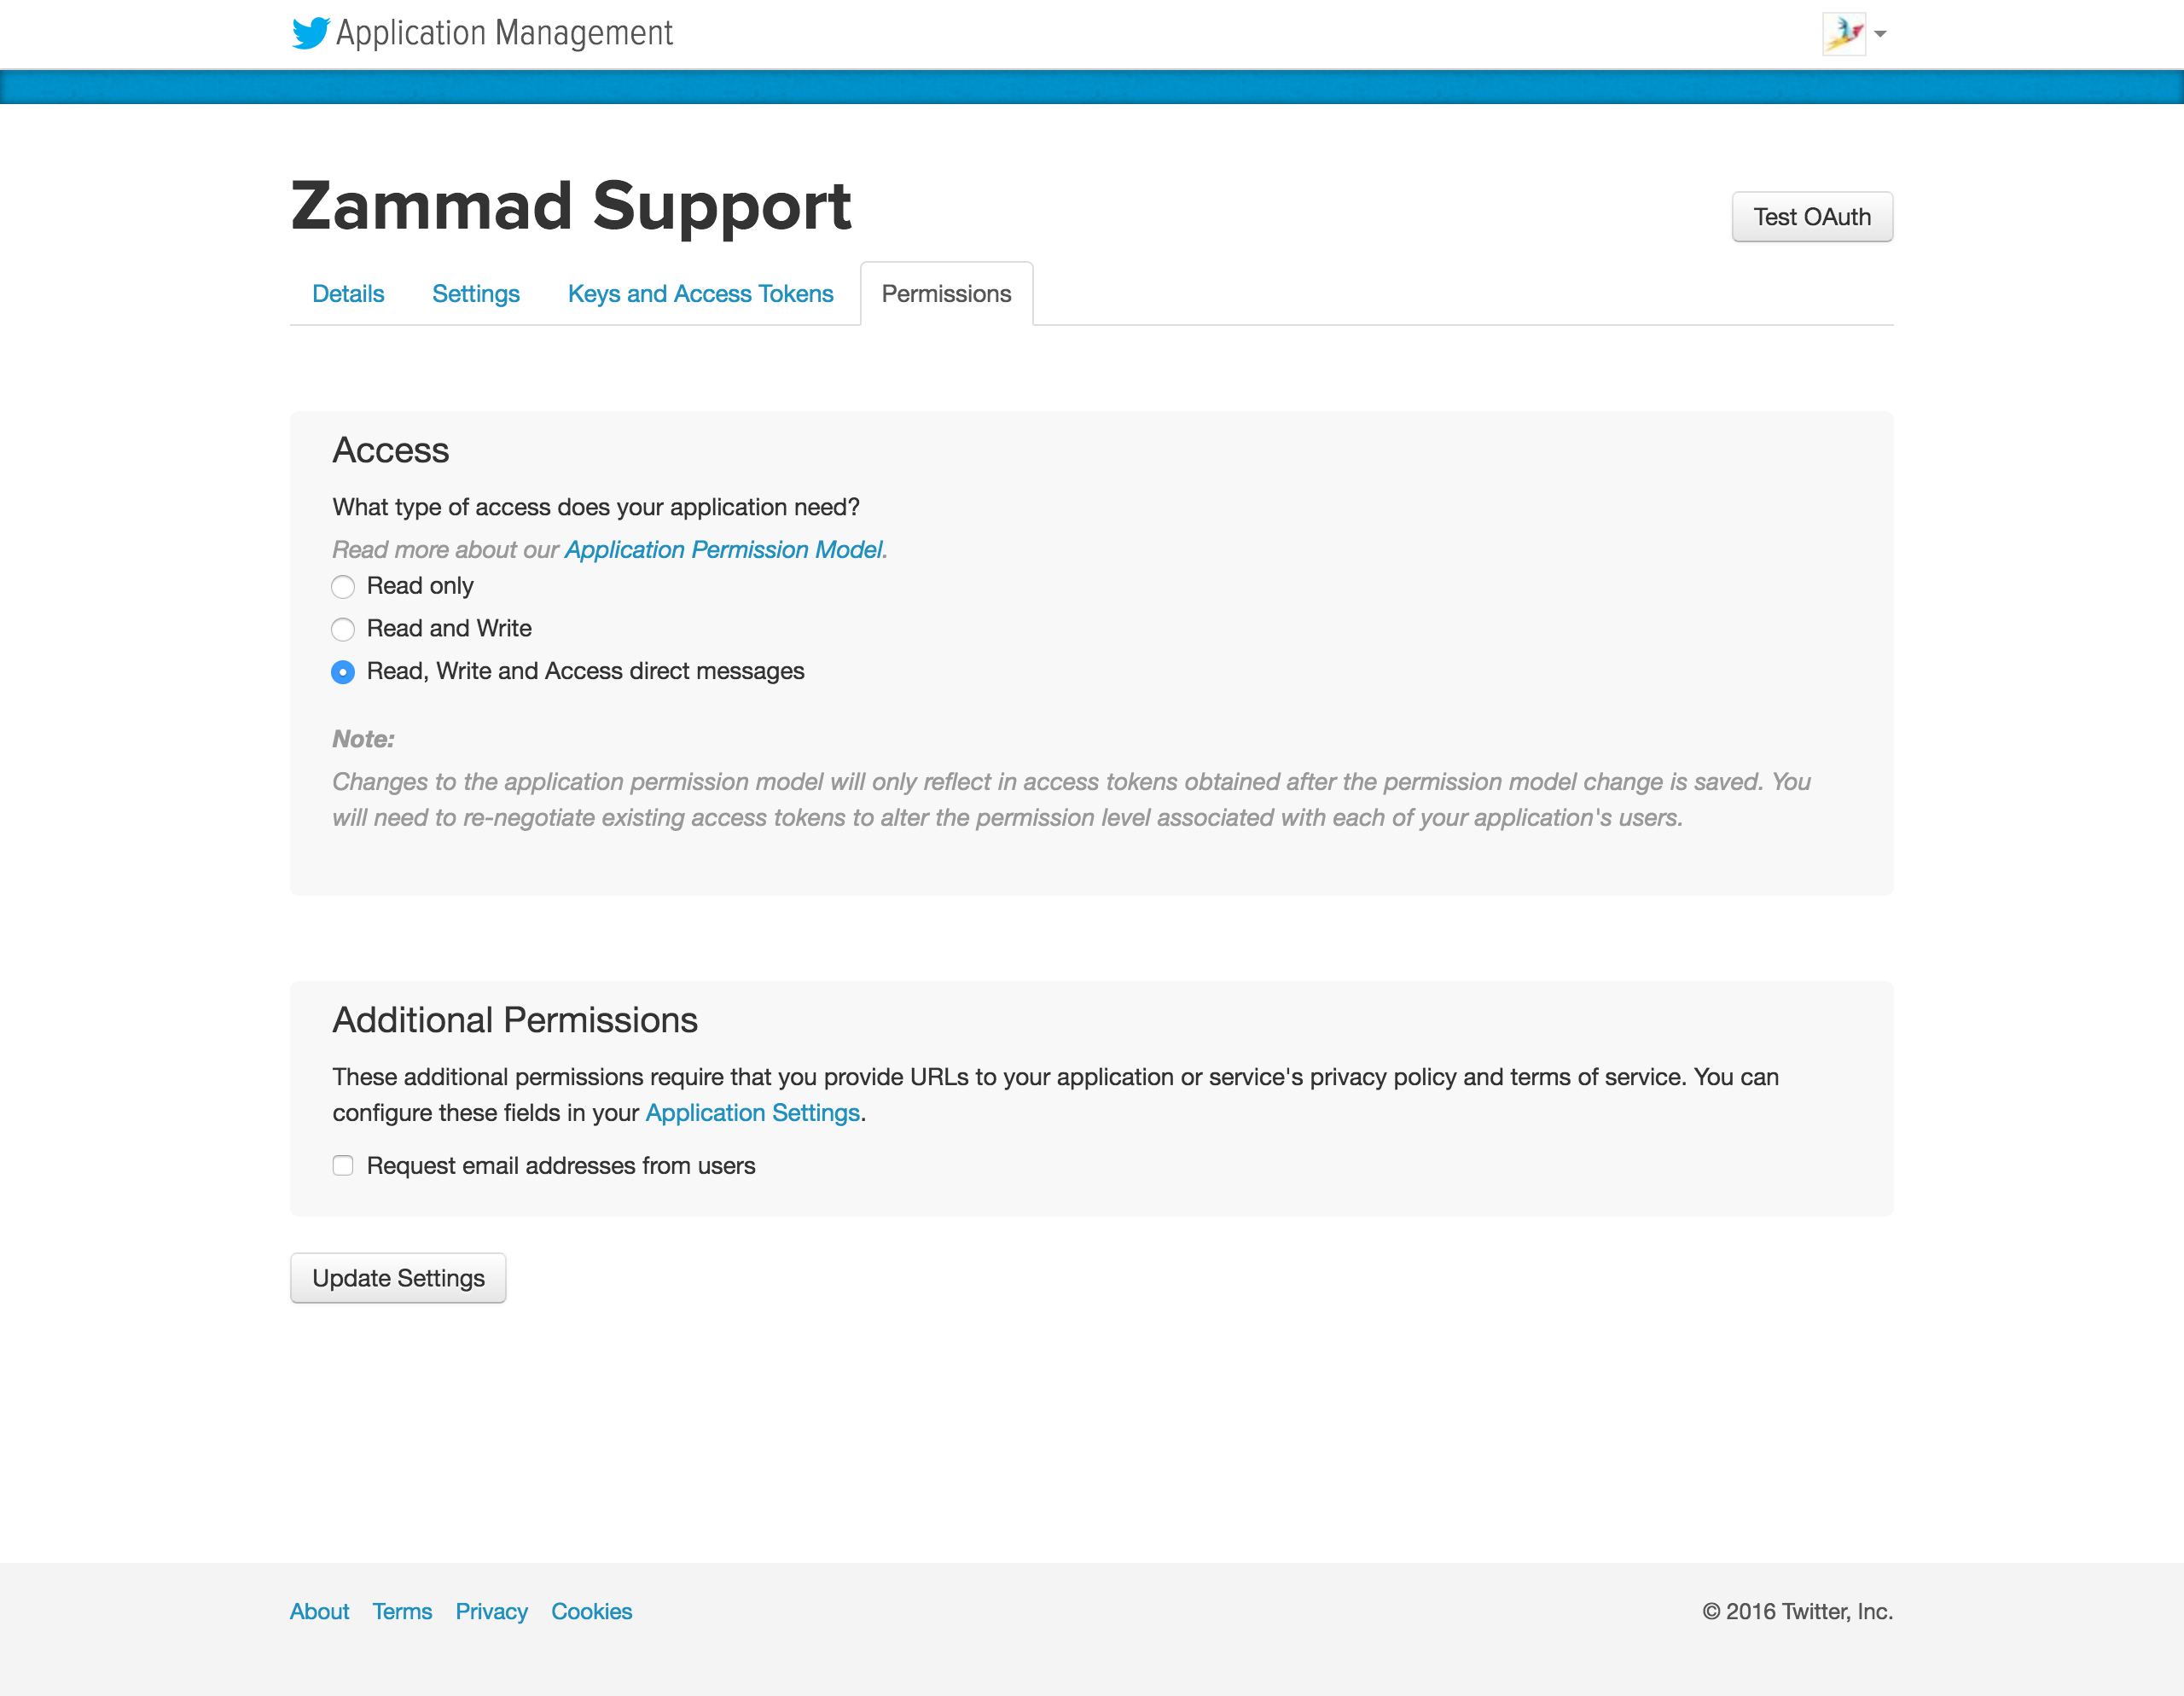 Application Management
Zammad Support
Test OAuth
Details Settings Keys and Access Tokens Permissions
Access
What type of access does your application need?
Read more about our Application Permission Model.
Read only
Read and Write
Read, Write and Access direct messages
Note:
Changes to the application permission model will only reflect in access tokens obtained after the permission model change is saved. You
will need to re-negotiate existing access tokens to alter the permission level associated with each of your application's users.
Additional Permissions
These additional permissions require that you provide URLs to your application or service's privacy policy and terms of service. You can
configure these fields in your Application Settings.
Request email addresses from users
Update Settings
About Terms Privacy Cookies
© 2016 Twitter, Inc.